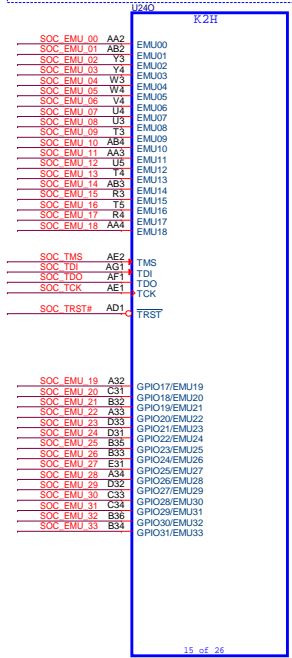 U24O
K2H
SOC_EMU_00 AA2 EMU00
SOC_EMU_01 AB2 EMU01
SOC_EMU_02 Y3 EMU02
SOC_EMU_03 Y4 EMU03
SOC_EMU_04 W3 EMU04
SOC_EMU_05 W4 EMU05
SOC_EMU_06 V4 EMU06
SOC_EMU_07 U4 EMU07
SOC_EMU_08 U3 EMU08
SOC_EMU_09 T3 EMU09
SOC_EMU_10 AB4 EMU10
SOC_EMU_11 AA3 EMU11
SOC_EMU_12 U5 EMU12
SOC_EMU_13 T4 EMU13
SOC_EMU_14 AB3 EMU14
SOC_EMU_15 R3 EMU15
SOC_EMU_16 T5 EMU16
SOC_EMU_17 R4 EMU17
SOC_EMU_18 AA4 EMU18
SOC_TMS AE2 TMS
SOC_TDI AG1 TDI
SOC_TDO AF1 TDO
SOC_TCK AE1 TCK
SOC_TRST# AD1 TRST
SOC_EMU_19 A32 GPIO17/EMU19
SOC_EMU_20 C31 GPIO18/EMU20
SOC_EMU_21 B32 GPIO19/EMU21
SOC_EMU_22 A33 GPIO20/EMU22
SOC_EMU_23 D33 GPIO21/EMU23
SOC_EMU_24 D31 GPIO22/EMU24
SOC_EMU_25 B35 GPIO23/EMU25
SOC_EMU_26 B33 GPIO24/EMU26
SOC_EMU_27 E31 GPIO25/EMU27
SOC_EMU_28 A34 GPIO26/EMU28
SOC_EMU_29 D32 GPIO27/EMU29
SOC_EMU_30 C33 GPIO28/EMU30
SOC_EMU_31 C34 GPIO29/EMU31
SOC_EMU_32 B36 GPIO30/EMU32
SOC_EMU_33 B34 GPIO31/EMU33
15 of 26